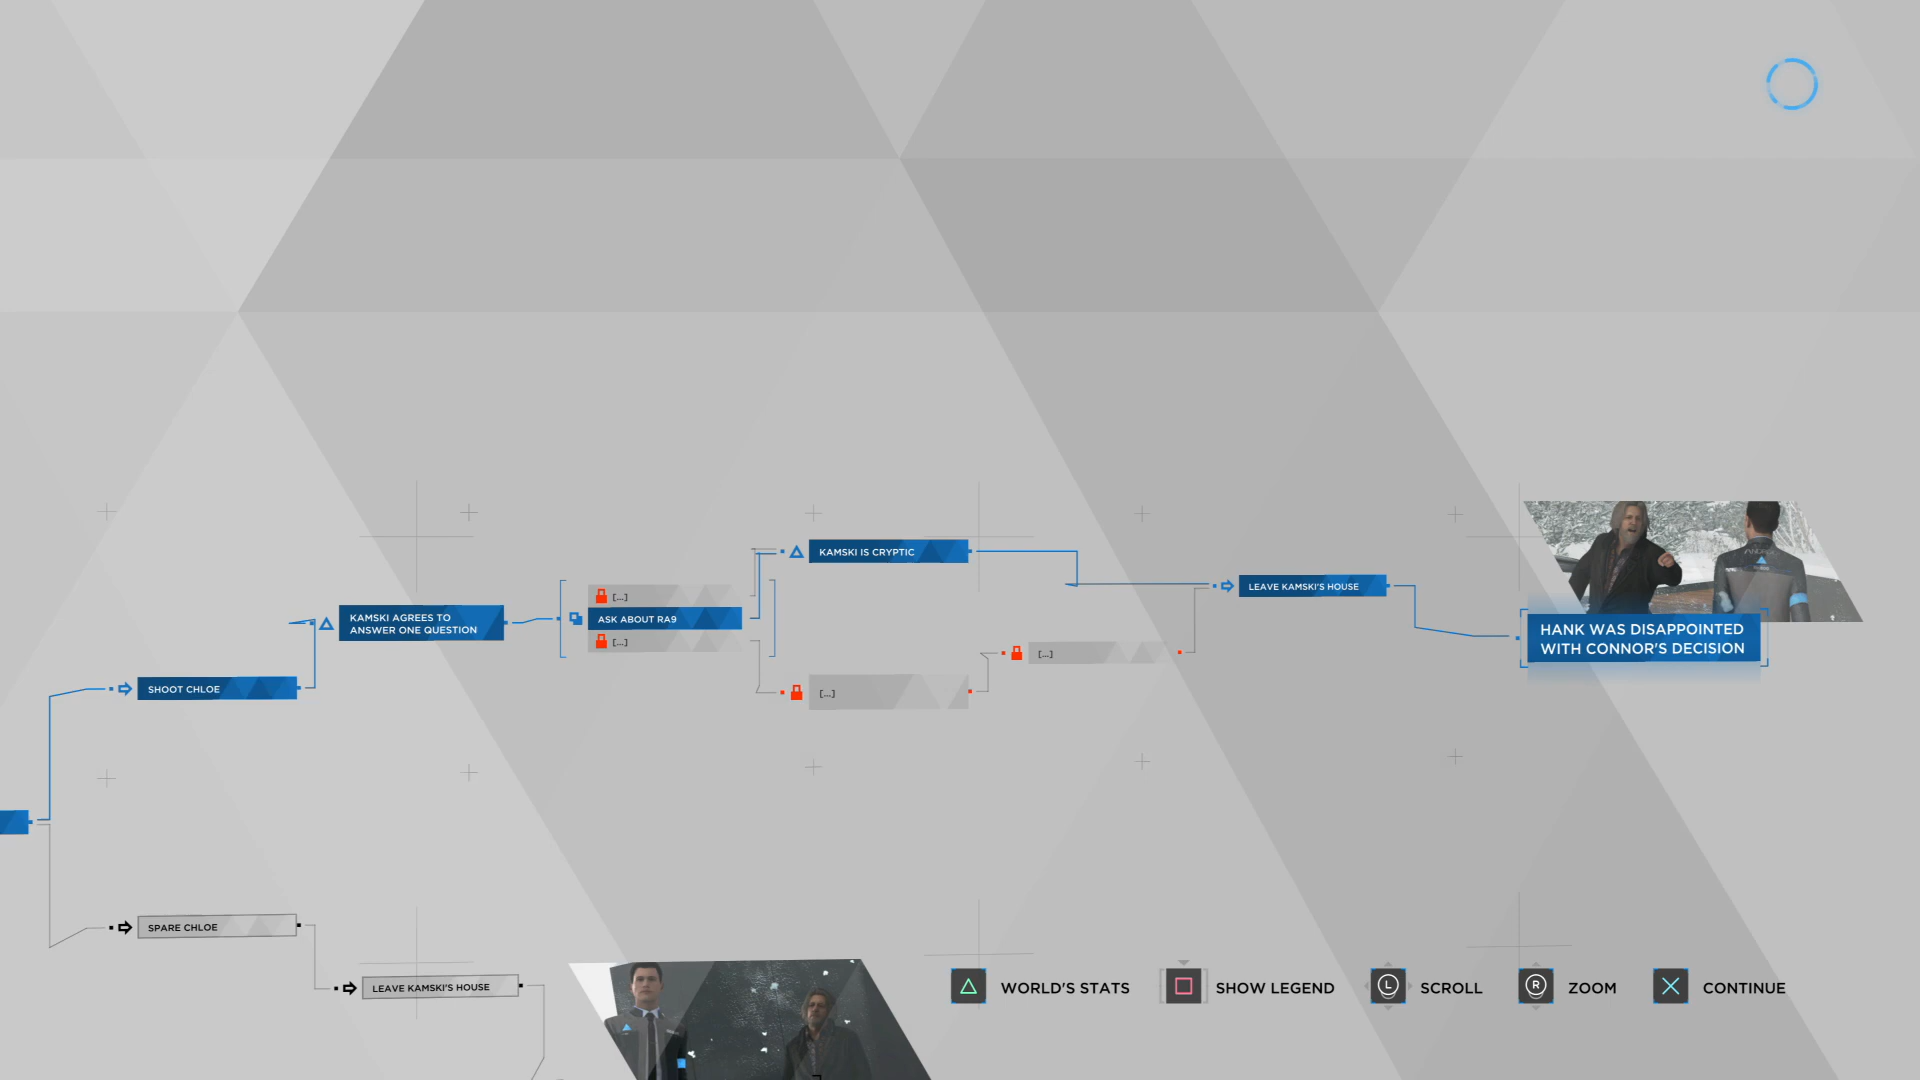 KAMSKI IS CRYPTIC
LEAVE KAMSKI'S HOUSE
[...]
KAMSKI AGREES TO
ANSWER ONE QUESTION
ASK ABOUT RA9
[...]
[...]
HANK WAS DISAPPOINTED
WITH CONNOR'S DECISION
SHOOT CHLOE
[...]
SPARE CHLOE
LEAVE KAMSKI'S HOUSE
WORLD'S STATS
SHOW LEGEND
L
SCROLL
R
ZOOM
CONTINUE